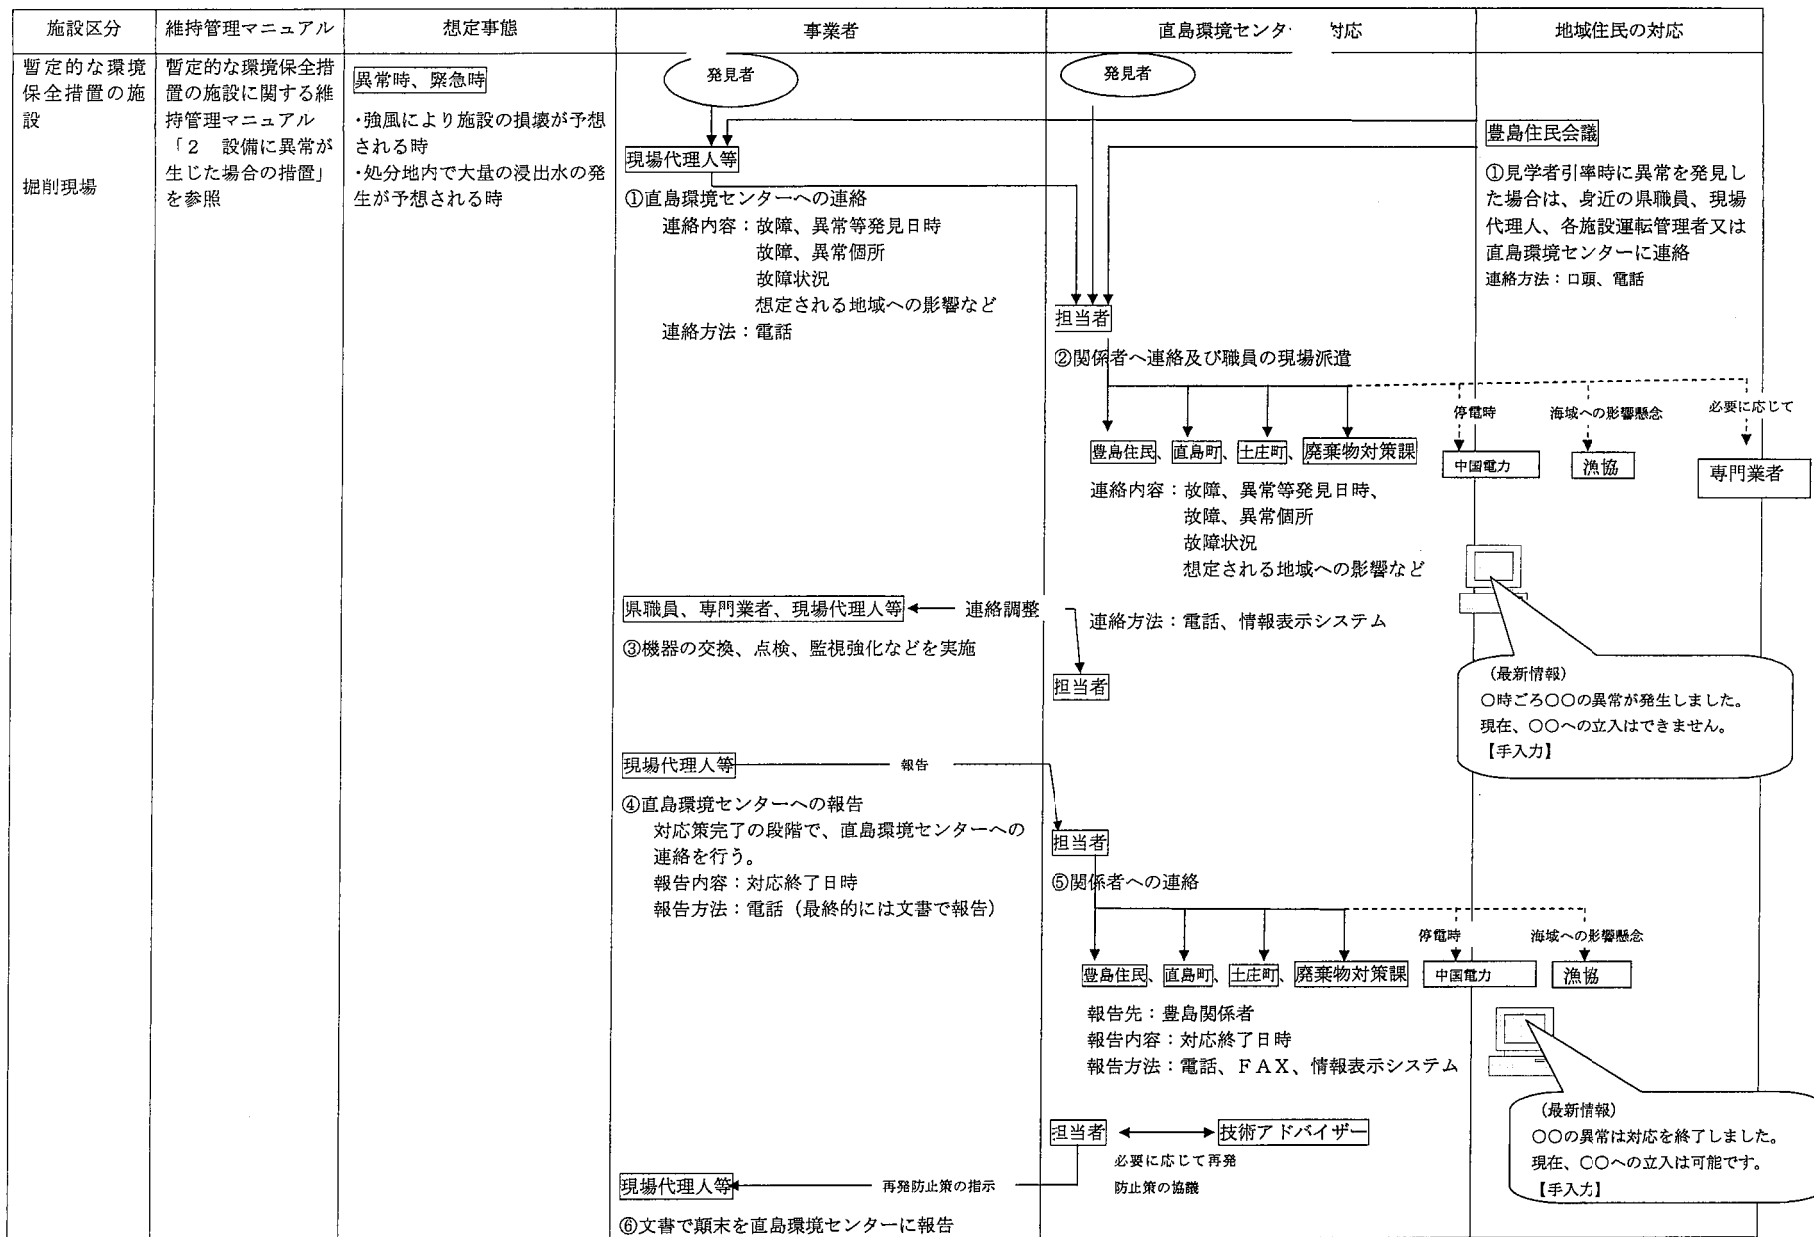 施設区分
維持管理マニュアル
想定事態
事業者
直島環境センタ 対応
地域住民の対応
暫定的な環境
保全措置の施
設
掘削現場
暫定的な環境保全措
置の施設に関する維
持管理マニュアル
「2 設備に異常が
生じた場合の措置」
を参照
異常時、緊急時
・強風により施設の損壊が予想
される時
・処分地内で大量の浸出水の発
生が予想される時
発見者
現場代理人等
①直島環境センターへの連絡
連絡内容：故障、異常等発見日時
故障、異常個所
故障状況
想定される地域への影響など
連絡方法：電話
発見者
豊島住民会議
①見学者引率時に異常を発見し
た場合は、身近の県職員、現場
代理人、各施設運転管理者又は
直島環境センターに連絡
連絡方法：口頭、電話
担当者
②関係者へ連絡及び職員の現場派遣
停電時
海域への影響懸念
必要に応じて
豊島住民、直島町、土庄町、廃棄物対策課
中国電力
漁協
専門業者
連絡内容：故障、異常等発見日時、
故障、異常個所
故障状況
想定される地域への影響など
連絡方法：電話、情報表示システム
県職員、専門業者、現場代理人等
連絡調整
③機器の交換、点検、監視強化などを実施
担当者
（最新情報）
○時ごろ○○の異常が発生しました。
現在、○○への立入はできません。
【手入力】
現場代理人等
報告
④直島環境センターへの報告
対応策完了の段階で、直島環境センターへの
連絡を行う。
報告内容：対応終了日時
報告方法：電話（最終的には文書で報告）
担当者
⑤関係者への連絡
停電時
海域への影響懸念
豊島住民、直島町、土庄町、廃棄物対策課
中国電力
漁協
報告先：豊島関係者
報告内容：対応終了日時
報告方法：電話、ＦＡＸ、情報表示システム
（最新情報）
○○の異常は対応を終了しました。
現在、○○への立入は可能です。
【手入力】
担当者
技術アドバイザー
必要に応じて再発
防止策の協議
現場代理人等
再発防止策の指示
⑥文書で顛末を直島環境センターに報告